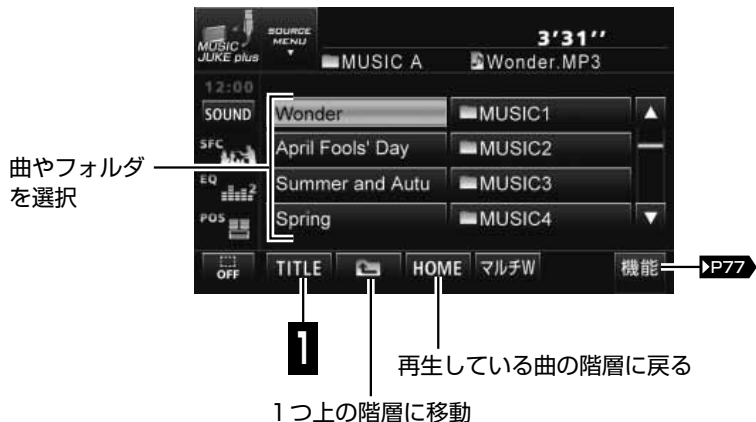 MUSIC
JUKE plus
SOURCE
MENU
3'31''
MUSIC A
Wonder.MP3
12:00
SOUND
Wonder
MUSIC1
SFC
April Fools' Day
MUSIC2
EQ
2
Summer and Autu
MUSIC3
POS
Spring
MUSIC4
OFF
TITLE
HOME
マルチW
機能
▶P77
曲やフォルダ
を選択
1
再生している曲の階層に戻る
1つ上の階層に移動